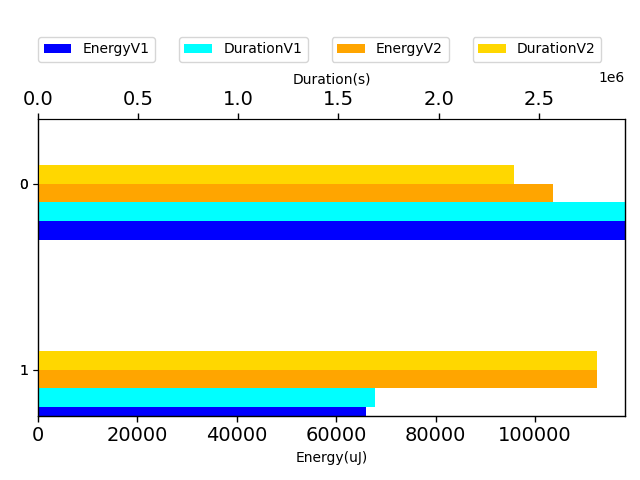 EnergyV1 DurationV1 EnergyV2 DurationV2
Duration(s)
1e6
0.0 0.5 1.0 1.5 2.0 2.5
0
1
0 20000 40000 60000 80000 100000
Energy(uJ)